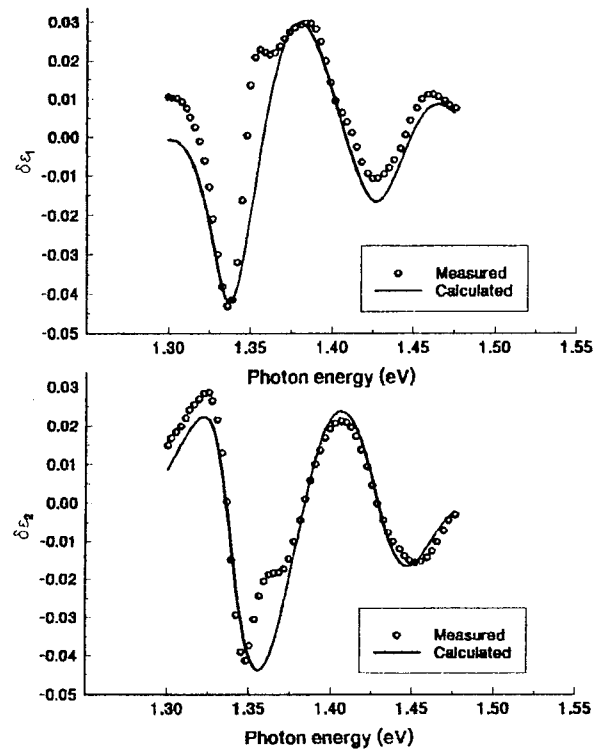 0.03
0.02
0.01
0.00
-0.01
-0.02
-0.03
-0.04
-0.05
δε1
Measured
Calculated
1.30 1.35 1.40 1.45 1.50 1.55
Photon energy (eV)
0.03
0.02
0.01
0.00
-0.01
-0.02
-0.03
-0.04
-0.05
δε2
Measured
Calculated
1.30 1.35 1.40 1.45 1.50 1.55
Photon energy (eV)